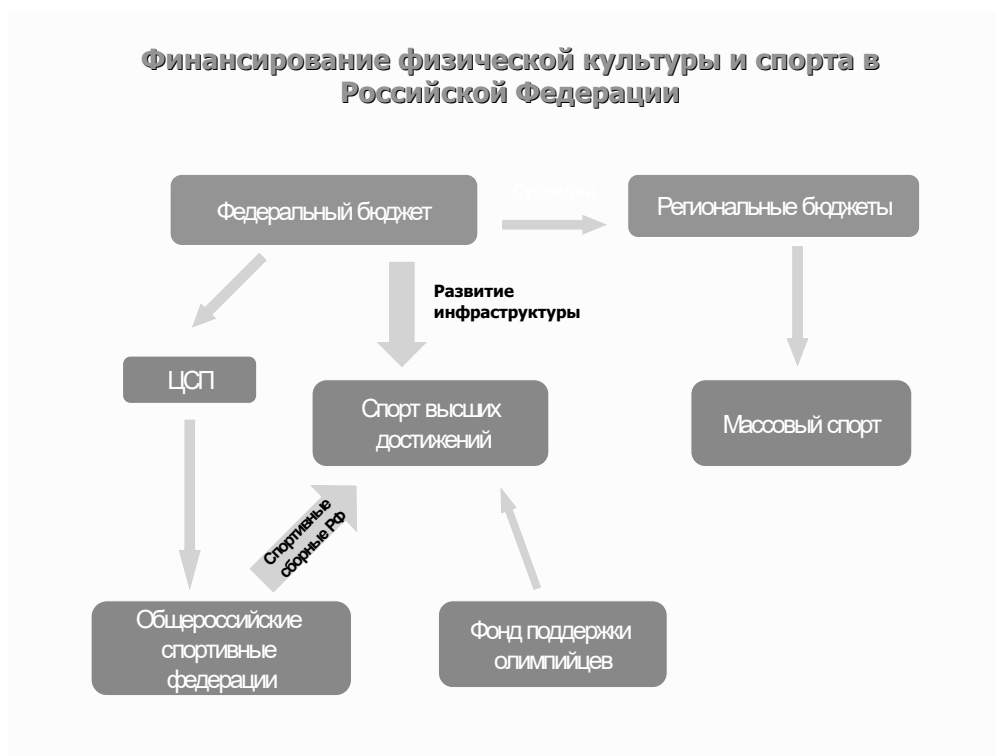 Финансирование физической культуры и спорта в
Российской Федерации
Федеральный бюджет
Региональные бюджеты
Развитие
инфраструктуры
ЦСП
Спорт высших
достижений
Массовый спорт
Спортивные
сборные РФ
Общероссийские
спортивные
федерации
Фонд поддержки
олимпийцев